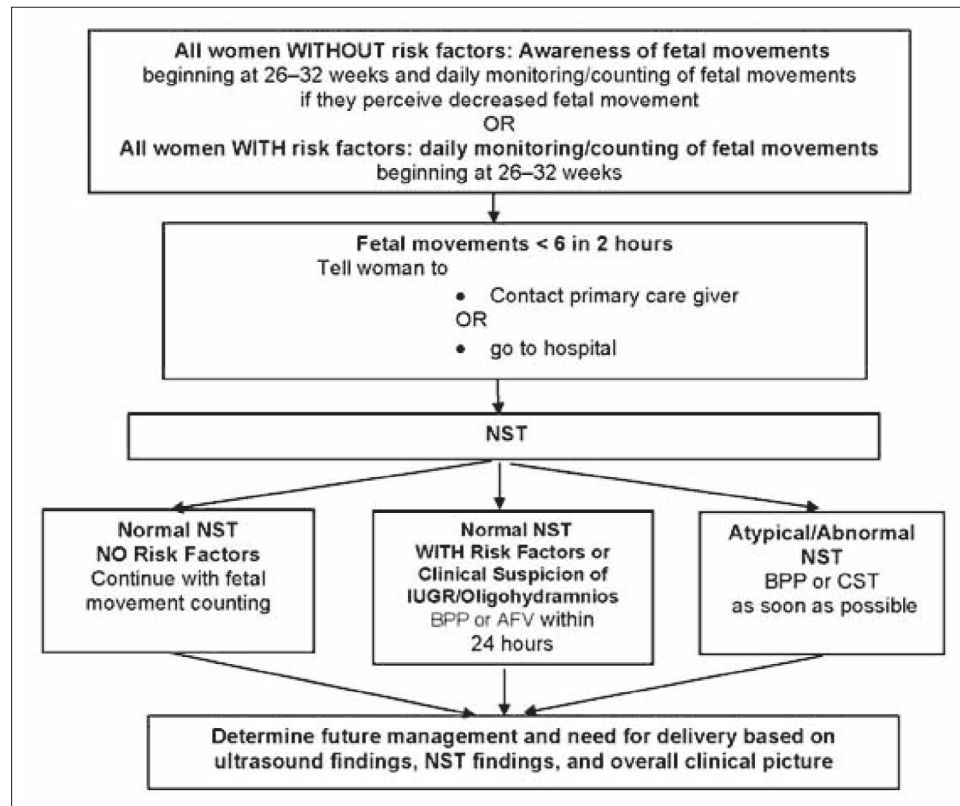 All women WITHOUT risk factors: Awareness of fetal movements
beginning at 26–32 weeks and daily monitoring/counting of fetal movements
if they perceive decreased fetal movement
OR
All women WITH risk factors: daily monitoring/counting of fetal movements
beginning at 26–32 weeks
Fetal movements < 6 in 2 hours
Tell woman to
• Contact primary care giver
OR
• go to hospital
NST
Normal NST
NO Risk Factors
Continue with fetal
movement counting
Normal NST
WITH Risk Factors or
Clinical Suspicion of
IUGR/Oligohydramnios
BPP or AFV within
24 hours
Atypical/Abnormal
NST
BPP or CST
as soon as possible
Determine future management and need for delivery based on
ultrasound findings, NST findings, and overall clinical picture